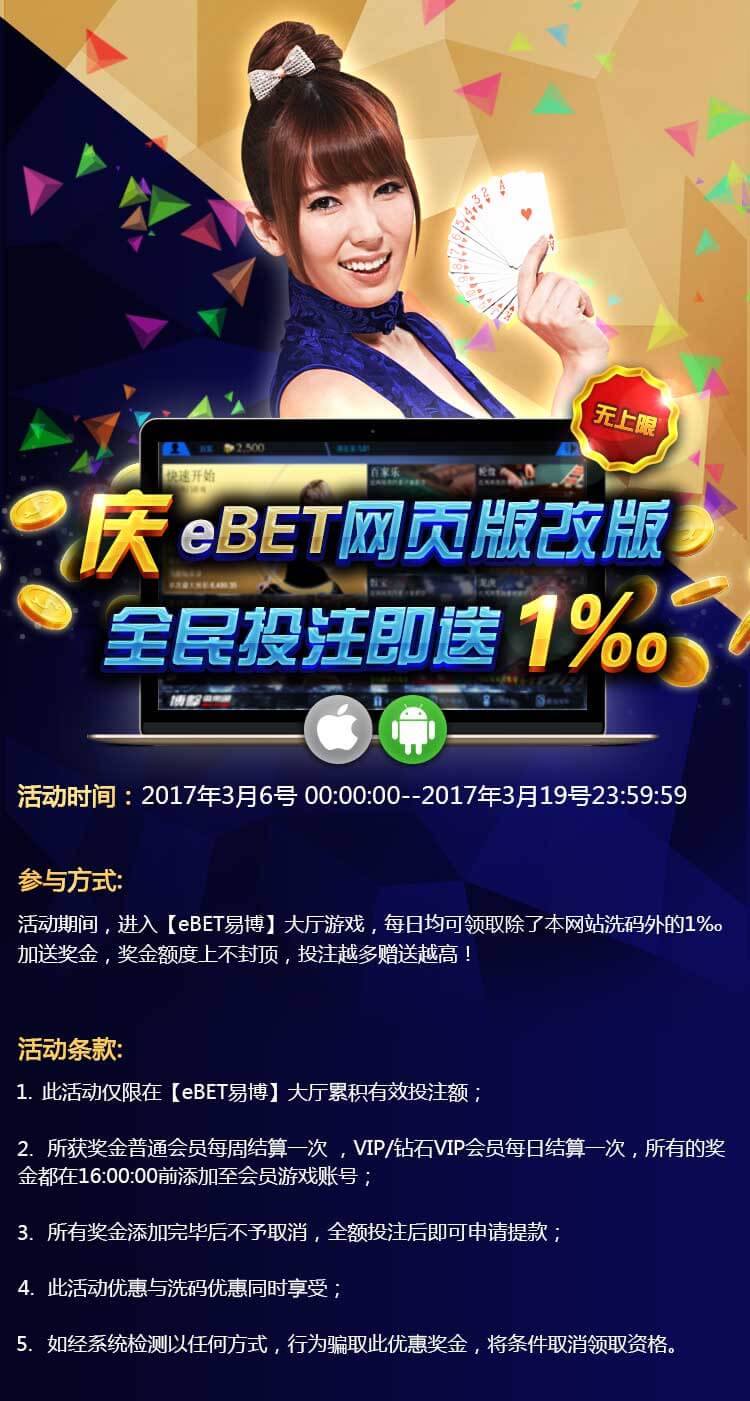 无上限
2,500
快速开始
百家乐
轮盘
庆 eBET网页版改版
骰宝
龙虎
全民投注即送1‰
活动时间：2017年3月6号 00:00:00--2017年3月19号23:59:59
参与方式:
活动期间，进入【eBET易博】大厅游戏，每日均可领取除了本网站洗码外的1‰
加送奖金，奖金额度上不封顶，投注越多赠送越高！
活动条款:
1. 此活动仅限在【eBET易博】大厅累积有效投注额；
2. 所获奖金普通会员每周结算一次 ，VIP/钻石VIP会员每日结算一次，所有的奖
金都在16:00:00前添加至会员游戏账号；
3. 所有奖金添加完毕后不予取消，全额投注后即可申请提款；
4. 此活动优惠与洗码优惠同时享受；
5. 如经系统检测以任何方式，行为骗取此优惠奖金，将条件取消领取资格。